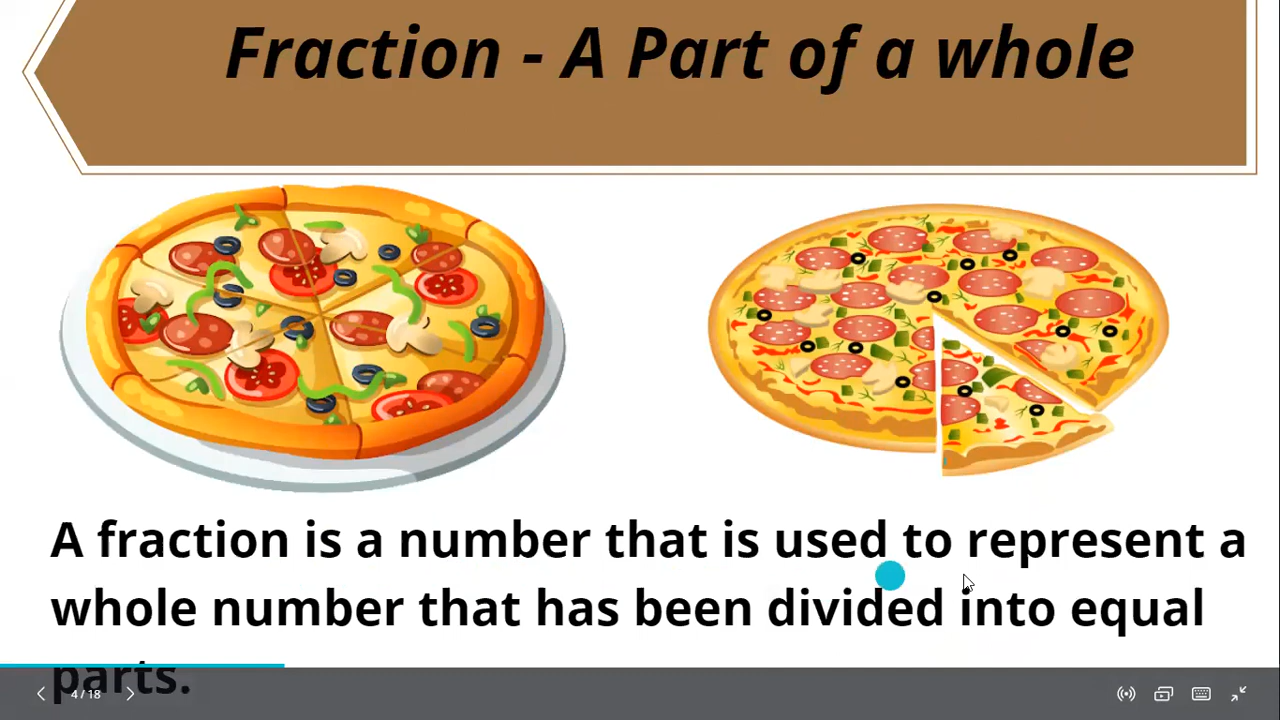 Fraction - A Part of a whole
A fraction is a number that is used to represent a
whole number that has been divided into equal
parts.
4 / 18